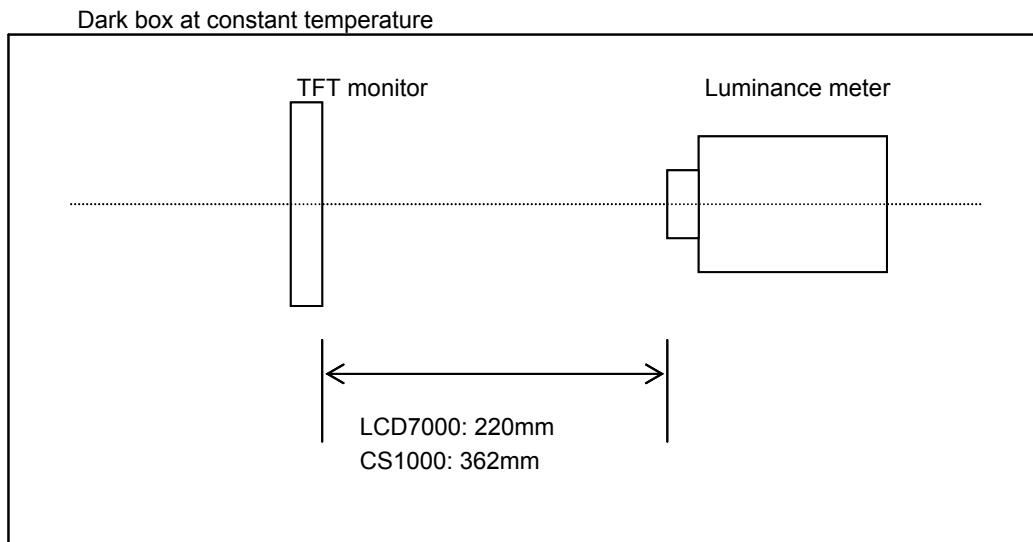 Dark box at constant temperature
TFT monitor
Luminance meter
LCD7000: 220mm
CS1000: 362mm